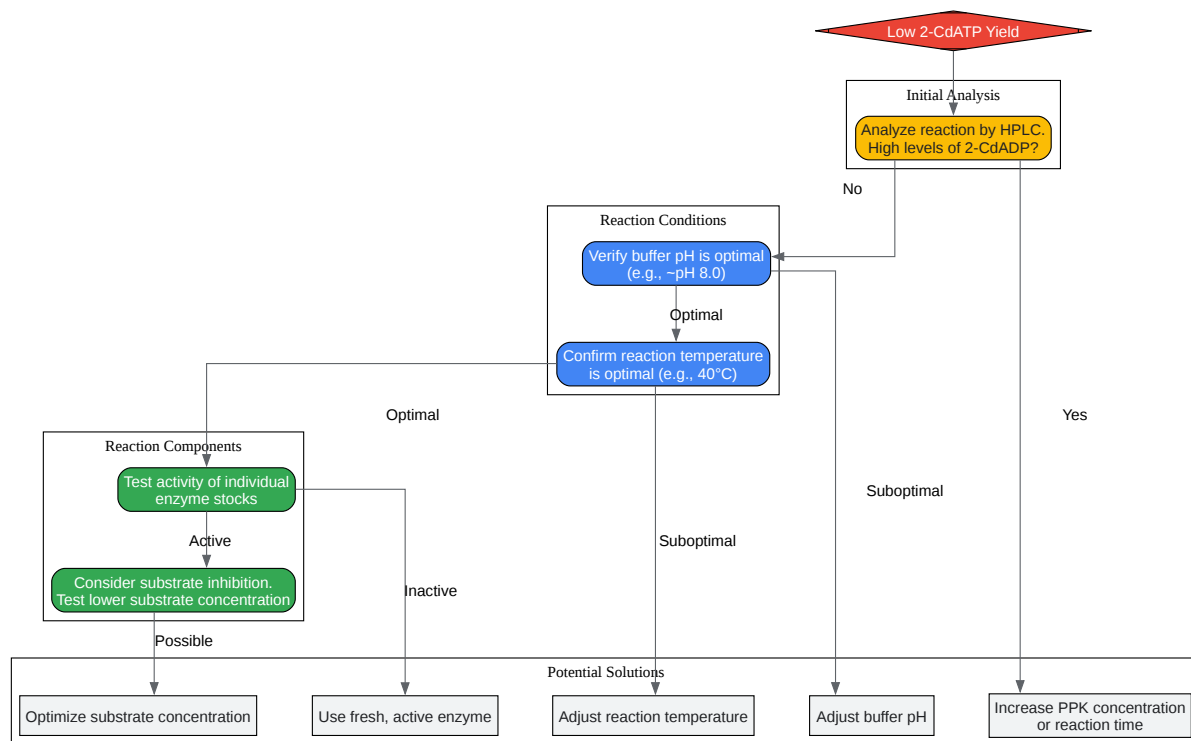 Low 2-CdATP Yield
Initial Analysis
Analyze reaction by HPLC.
High levels of 2-CdADP?
No
Reaction Conditions
Verify buffer pH is optimal
(e.g., ~pH 8.0)
Optimal
Confirm reaction temperature
is optimal (e.g., 40°C)
Optimal
Yes
Reaction Components
Test activity of individual
enzyme stocks
Suboptimal
Active
Suboptimal
Consider substrate inhibition.
Test lower substrate concentration
Inactive
Possible
Potential Solutions
Optimize substrate concentration
Use fresh, active enzyme
Adjust reaction temperature
Adjust buffer pH
Increase PPK concentration
or reaction time